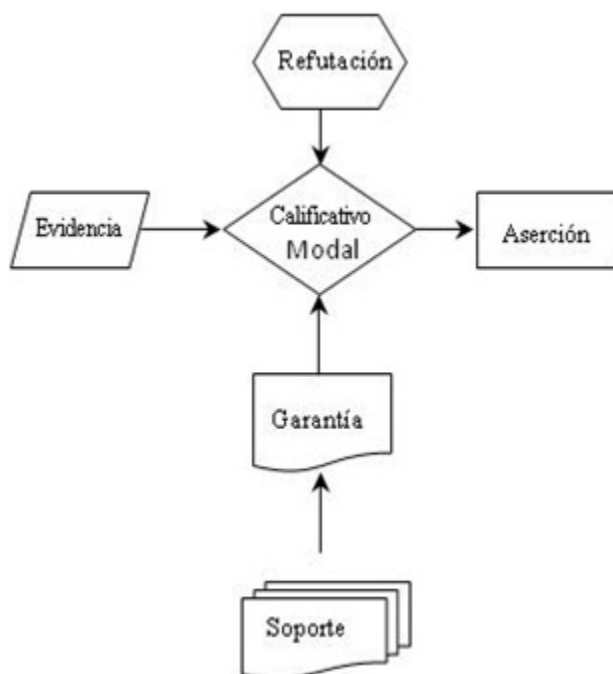 Refutación
Evidencia
Calificativo
Modal
Aserción
Garantía
Soporte